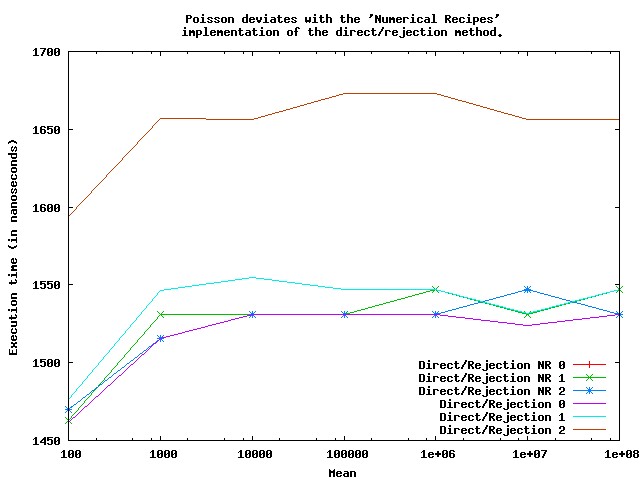 Poisson deviates with the 'Numerical Recipes'
implementation of the direct/rejection method.
Execution time (in nanoseconds)
1700
1650
1600
1550
1500
1450
Direct/Rejection NR 0
Direct/Rejection NR 1
Direct/Rejection NR 2
Direct/Rejection 0
Direct/Rejection 1
Direct/Rejection 2
100 1000 10000 100000 1e+06 1e+07 1e+08
Mean